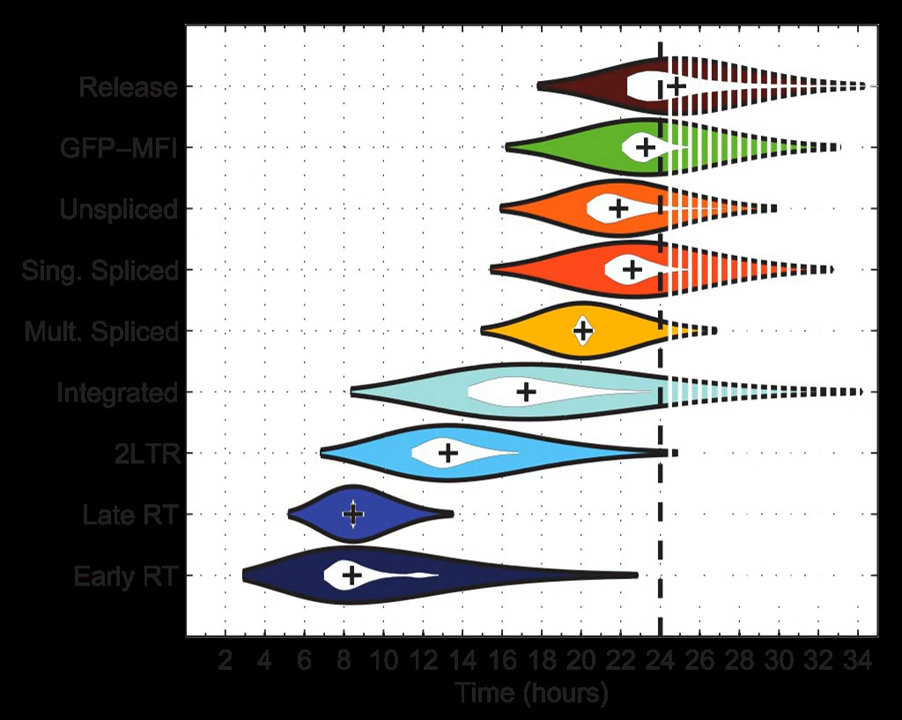 Release
GFP–MFI
Unspliced
Sing. Spliced
Mult. Spliced
Integrated
2LTR
Late RT
Early RT
2 4 6 8 10 12 14 16 18 20 22 24 26 28 30 32 34
Time (hours)